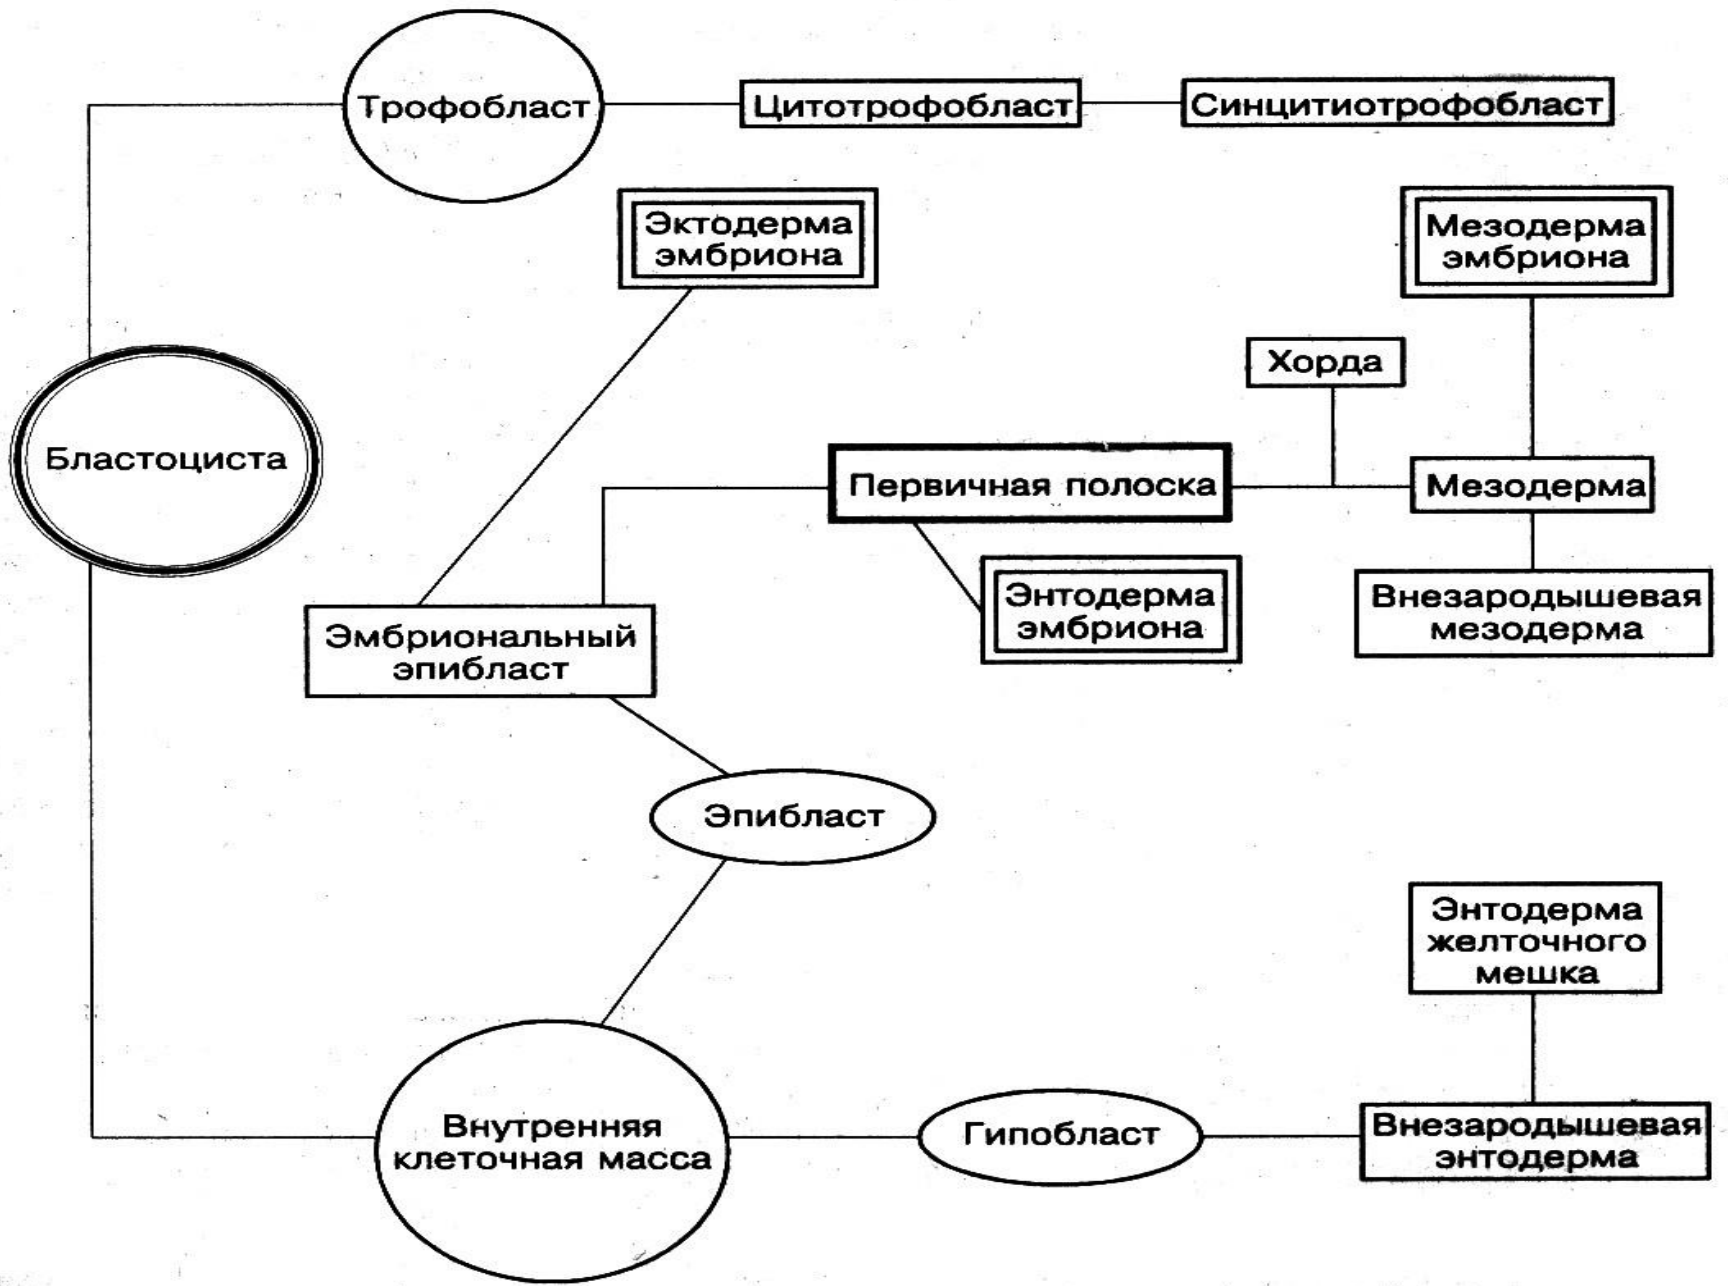 Трофобласт
Цитотрофобласт
Синцитиотрофобласт
Эктодерма
эмбриона
Мезодерма
эмбриона
Хорда
Бластоциста
Первичная полоска
Мезодерма
Энтодерма
эмбриона
Внезародышевая
мезодерма
Эмбриональный
эпибласт
Эпибласт
Энтодерма
желточного
мешка
Внутренняя
клеточная масса
Гипобласт
Внезародышевая
энтодерма